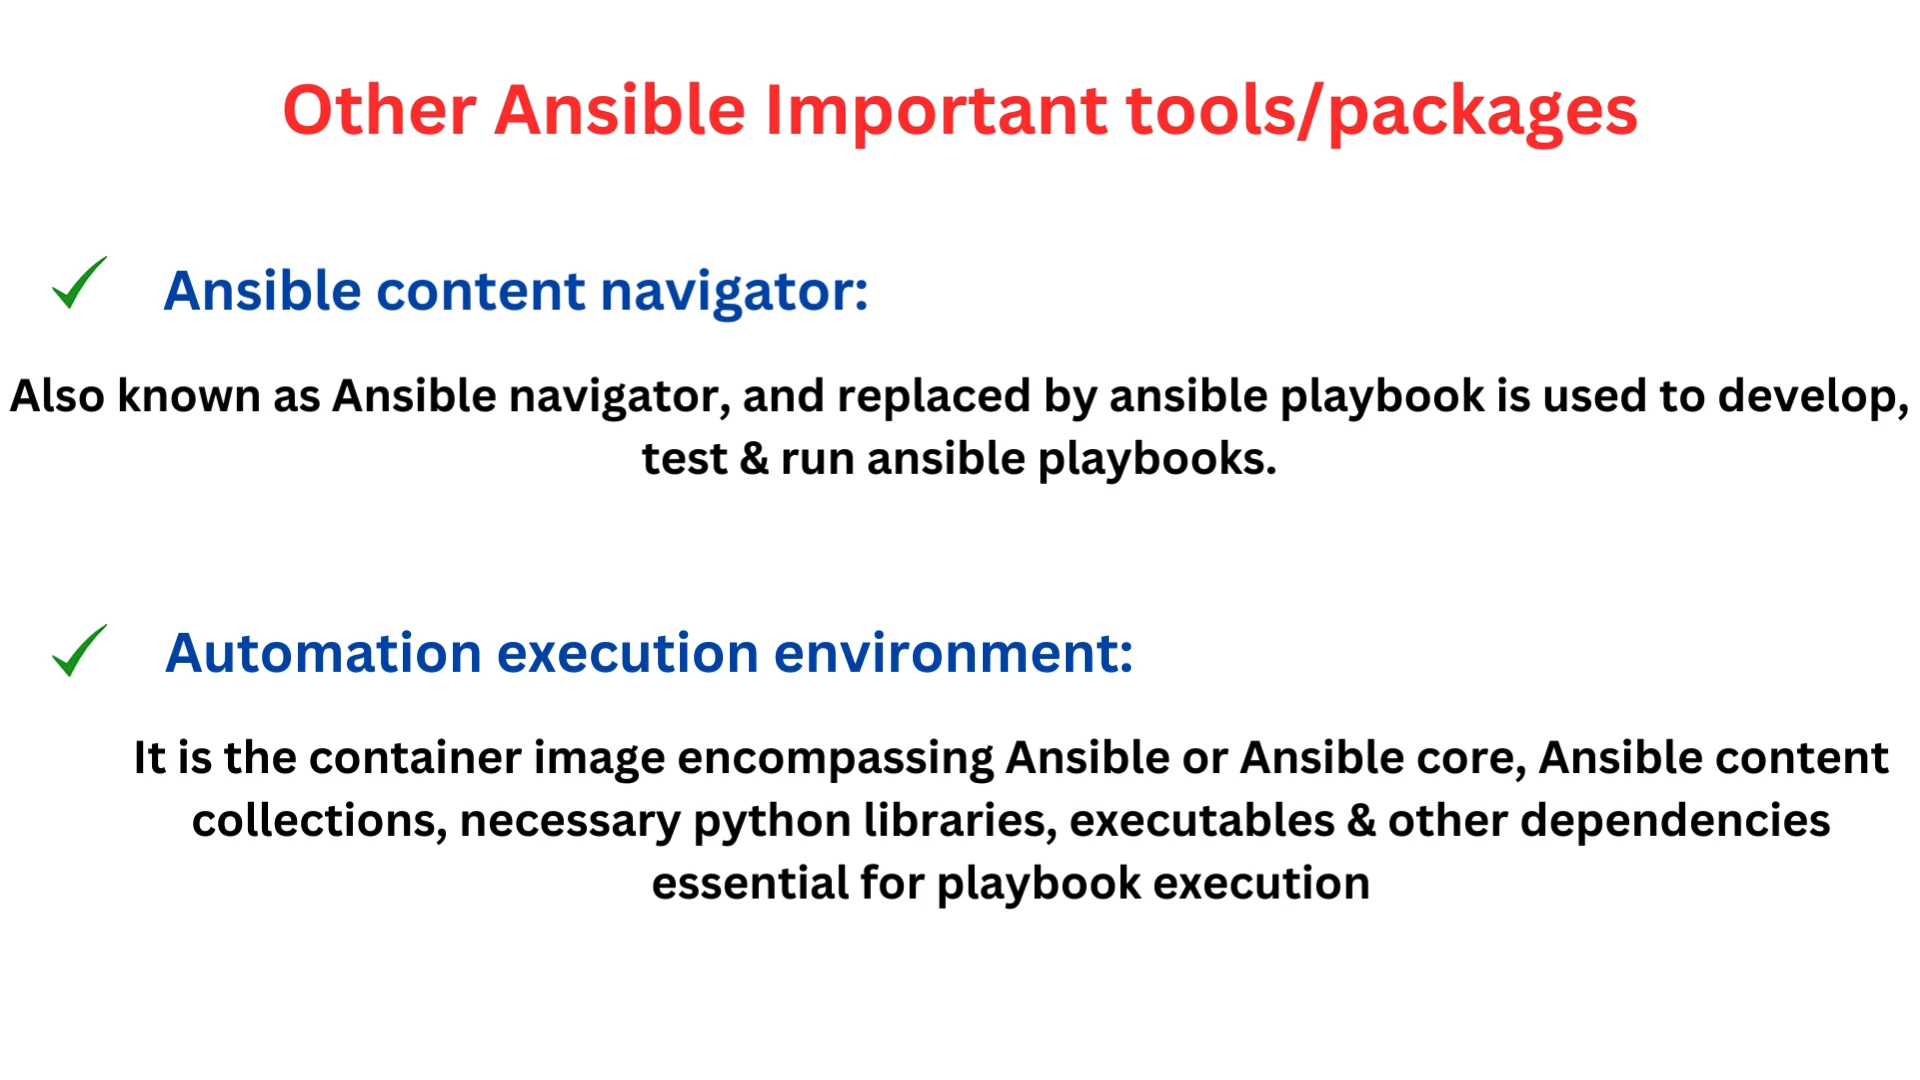 Other Ansible Important tools/packages
Ansible content navigator:
Also known as Ansible navigator, and replaced by ansible playbook is used to develop,
test & run ansible playbooks.
Automation execution environment:
It is the container image encompassing Ansible or Ansible core, Ansible content
collections, necessary python libraries, executables & other dependencies
essential for playbook execution